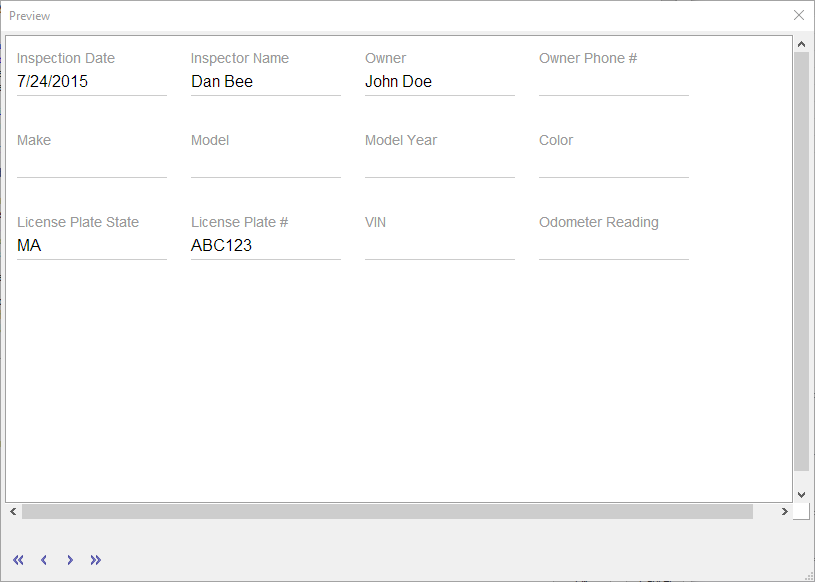 Preview
Inspection Date Inspector Name Owner Owner Phone #
7/24/2015 Dan Bee John Doe
Make Model Model Year Color
License Plate State License Plate # VIN Odometer Reading
MA ABC123